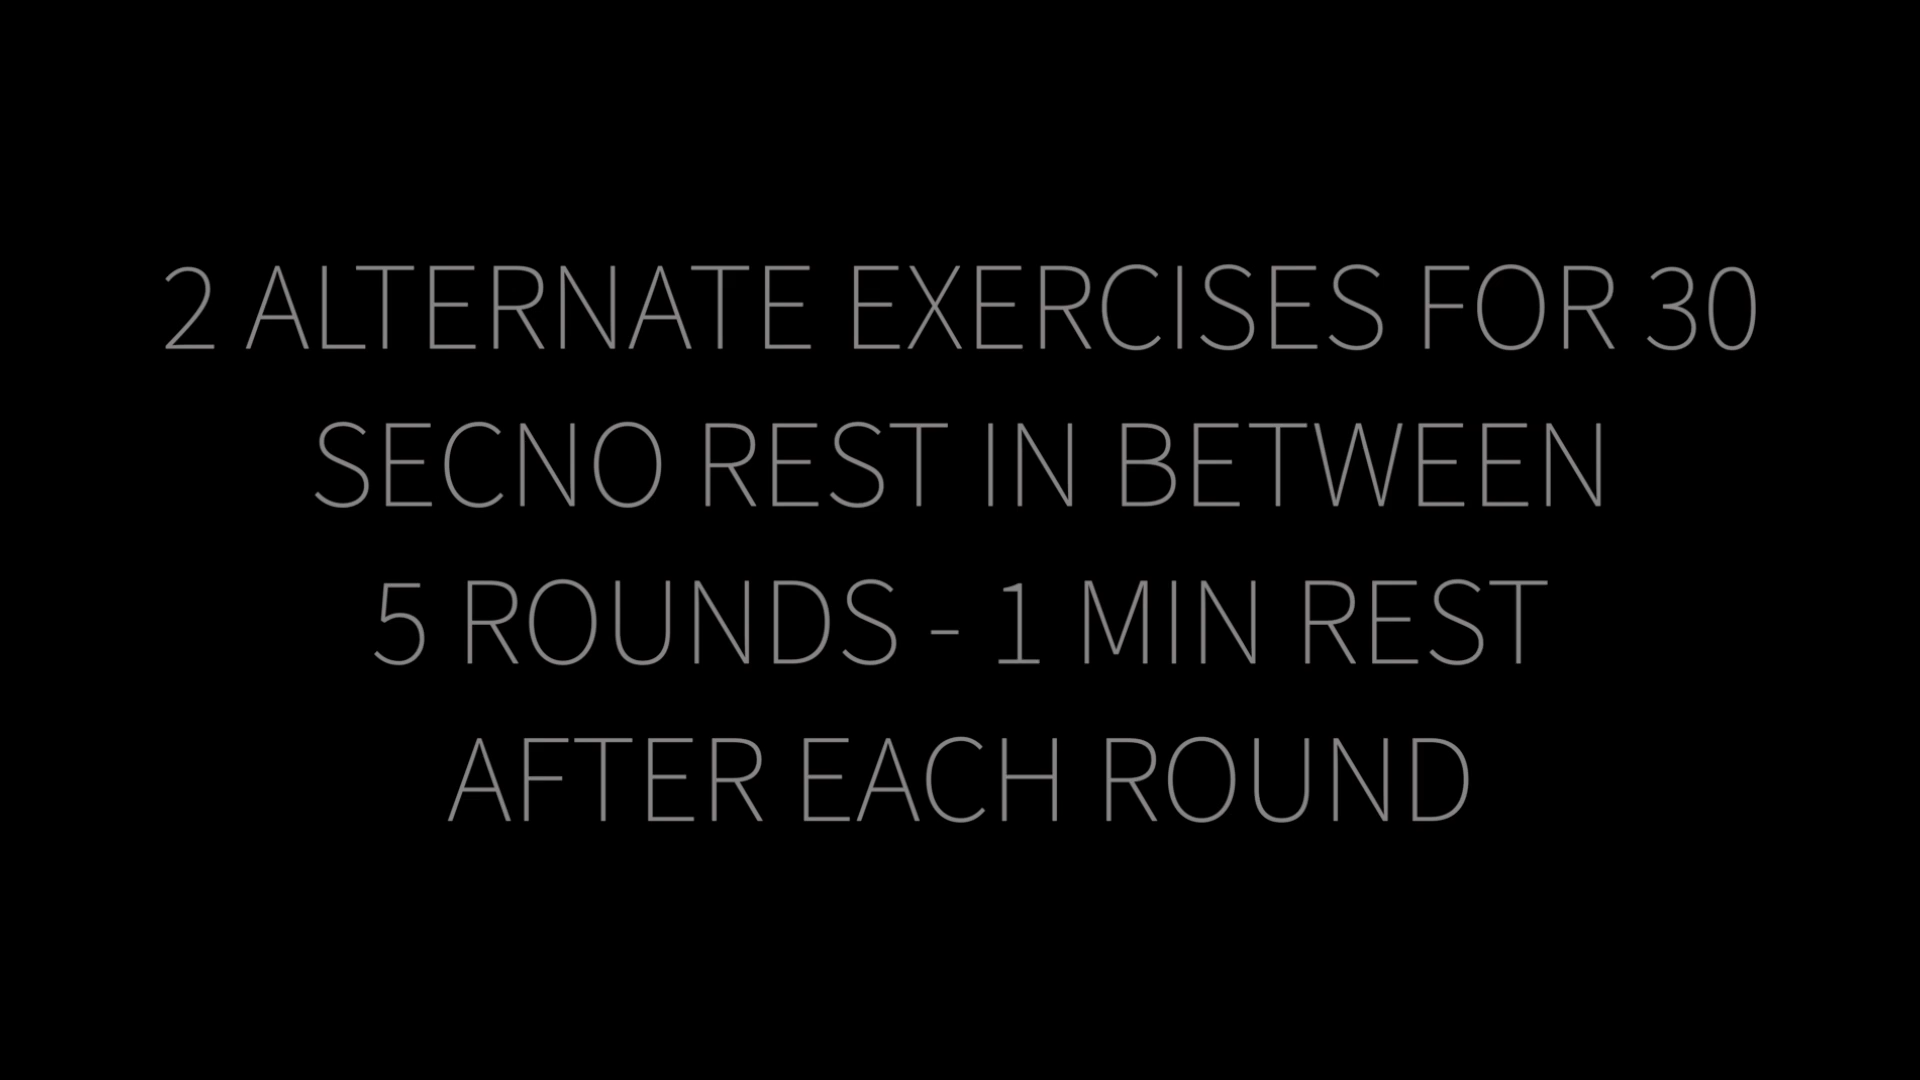 2 ALTERNATE EXERCISES FOR 30
SECNO REST IN BETWEEN
5 ROUNDS - 1 MIN REST
AFTER EACH ROUND